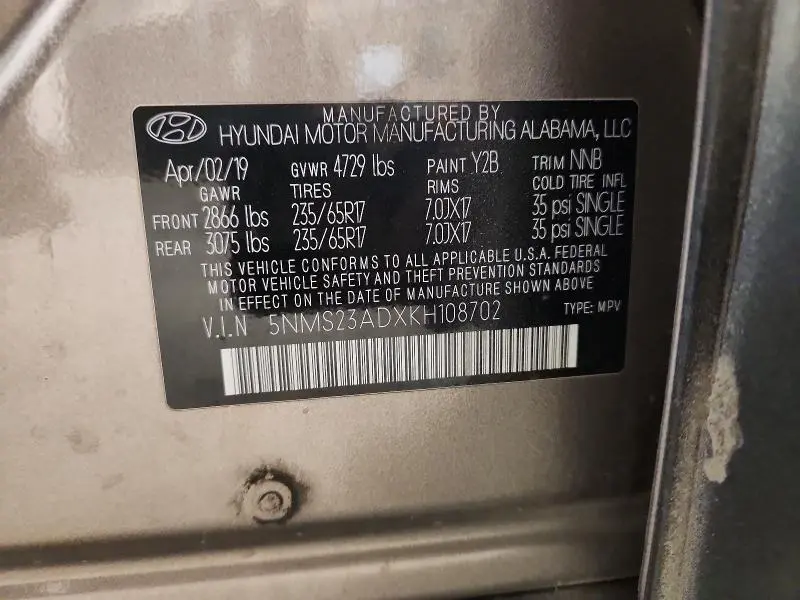 MANUFACTURED BY
HYUNDAI MOTOR MANUFACTURING ALABAMA, LLC
Apr/02/19 GVWR 4729 lbs PAINT Y2B TRIM NNB
GAWR TIRES RIMS COLD TIRE INFL
FRONT 2866 lbs 235/65R17 7.0JX17 35 psi SINGLE
REAR 3075 lbs 235/65R17 7.0JX17 35 psi SINGLE
THIS VEHICLE CONFORMS TO ALL APPLICABLE U.S.A. FEDERAL
MOTOR VEHICLE SAFETY AND THEFT PREVENTION STANDARDS
IN EFFECT ON THE DATE OF MANUFACTURE SHOWN ABOVE
V.I.N 5NMS23ADXKH108702 TYPE: MPV